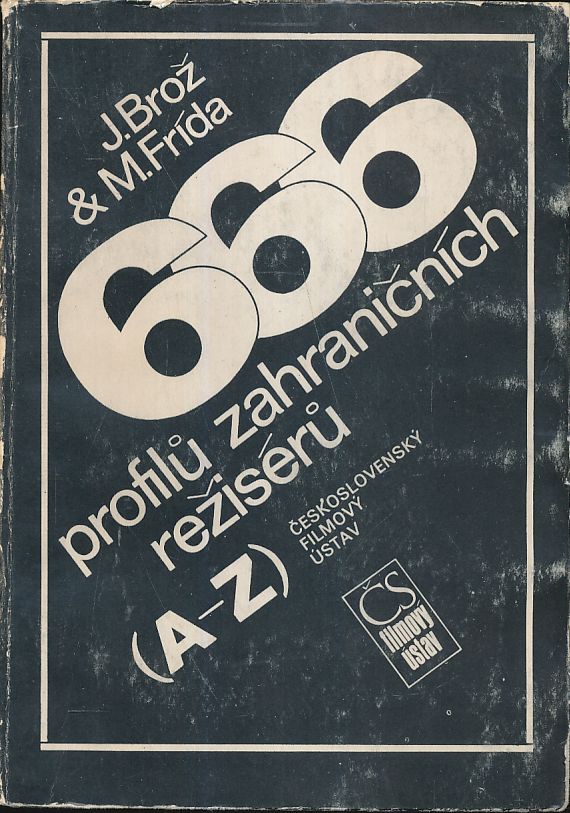 J. Brož
& M. Frída
666
profilů zahraničních
režisérů
(A-Z)
ČESKOSLOVENSKÝ
FILMOVÝ
ÚSTAV
ČS
filmový
ústav